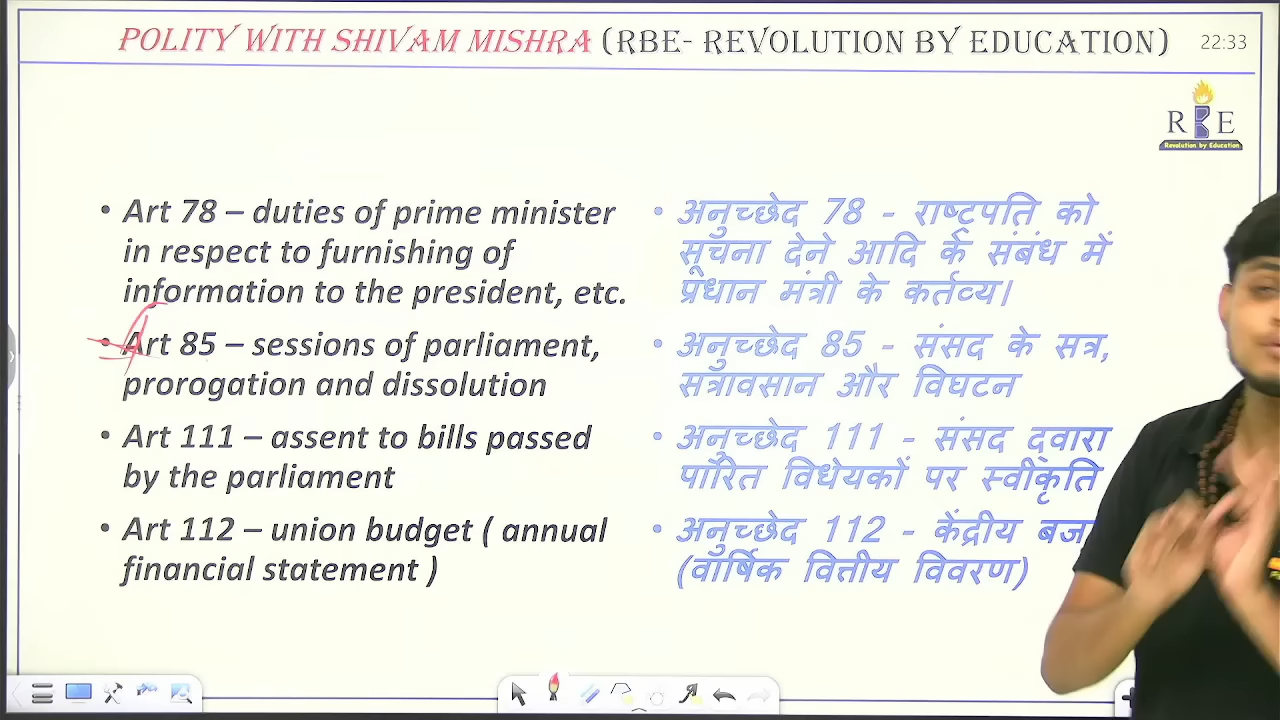 POLITY WITH SHIVAM MISHRA (RBE- REVOLUTION BY EDUCATION)
22:33
R B E
Revolution by Education
• Art 78 – duties of prime minister
in respect to furnishing of
information to the president, etc.
• Art 85 – sessions of parliament,
prorogation and dissolution
• Art 111 – assent to bills passed
by the parliament
• Art 112 – union budget ( annual
financial statement )
• अनुच्छेद 78 - राष्ट्रपति को
सूचना देने आदि के संबंध में
प्रधान मंत्री के कर्तव्य।
• अनुच्छेद 85 - संसद के सत्र,
सत्रावसान और विघटन
• अनुच्छेद 111 - संसद द्वारा
पारित विधेयकों पर स्वीकृति
• अनुच्छेद 112 - केंद्रीय
(वार्षिक वित्तीय विवरण)